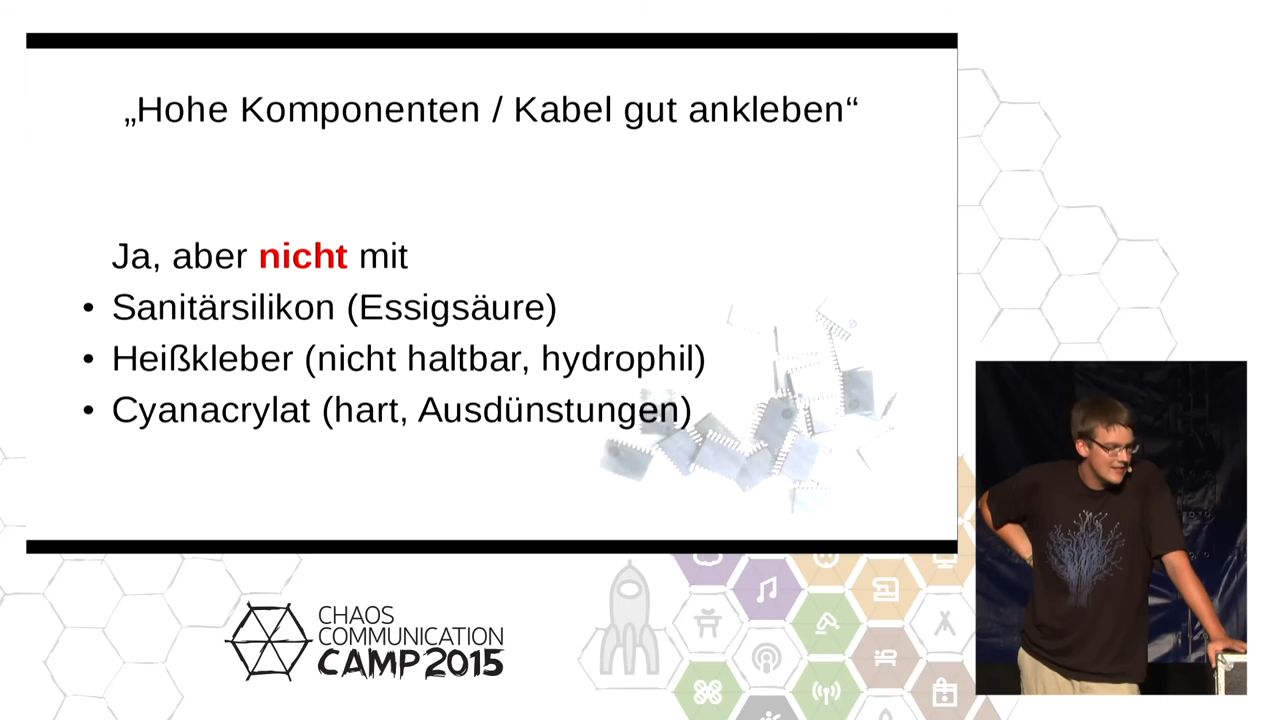 „Hohe Komponenten / Kabel gut ankleben“
Ja, aber nicht mit
• Sanitärsilikon (Essigsäure)
• Heißkleber (nicht haltbar, hydrophil)
• Cyanacrylat (hart, Ausdünstungen)
CHAOS
COMMUNICATION
CAMP 2015